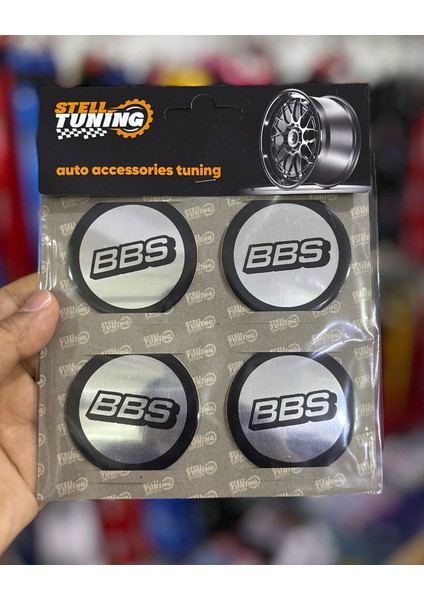 STELL
TUNING
auto accessories tuning
BBS
BBS
BBS
BBS